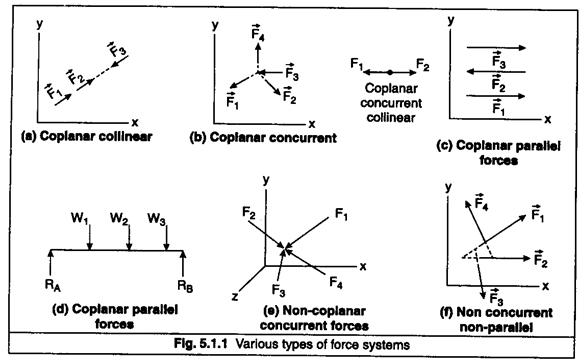 y
F₁
F₂
F₃
x
(a) Coplanar collinear
y
F₄
F₃
F₁
F₂
x
(b) Coplanar concurrent
F₁ F₂
Coplanar
concurrent
collinear
y
F₃
F₂
F₁
x
(c) Coplanar parallel
forces
W₁ W₂ W₃
R_A R_B
(d) Coplanar parallel
forces
y
F₂ F₁
x
F₃ F₄
z
(e) Non-coplanar
concurrent forces
y
F₄
F₁
F₂
F₃
x
(f) Non concurrent
non-parallel
Fig. 5.1.1 Various types of force systems